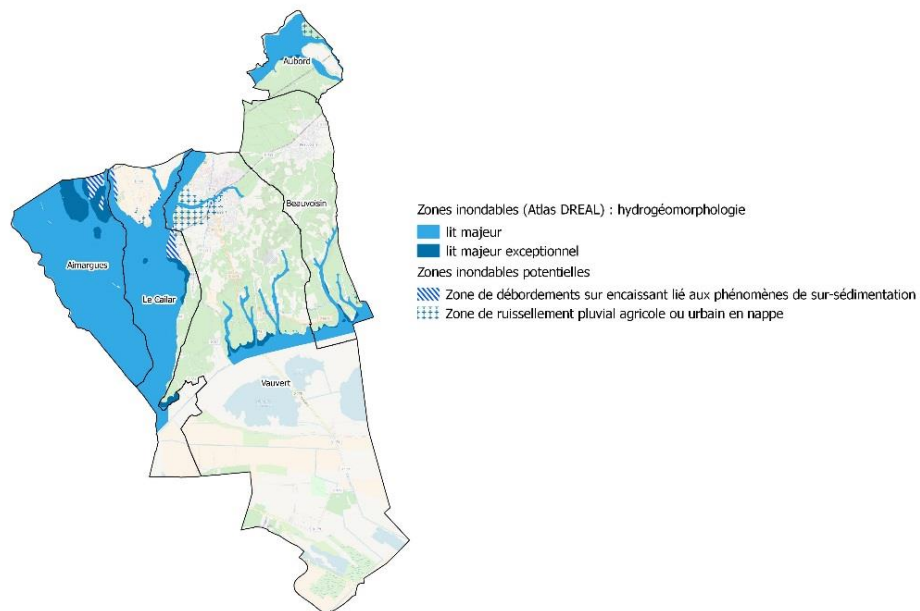 Aubord
Beauvoisin
Aimargues
Le Cailar
Vauvert
Zones inondables (Atlas DREAL) : hydrogéomorphologie
lit majeur
lit majeur exceptionnel
Zones inondables potentielles
Zone de débordements sur encaissant lié aux phénomènes de sur-sédimentation
Zone de ruissellement pluvial agricole ou urbain en nappe